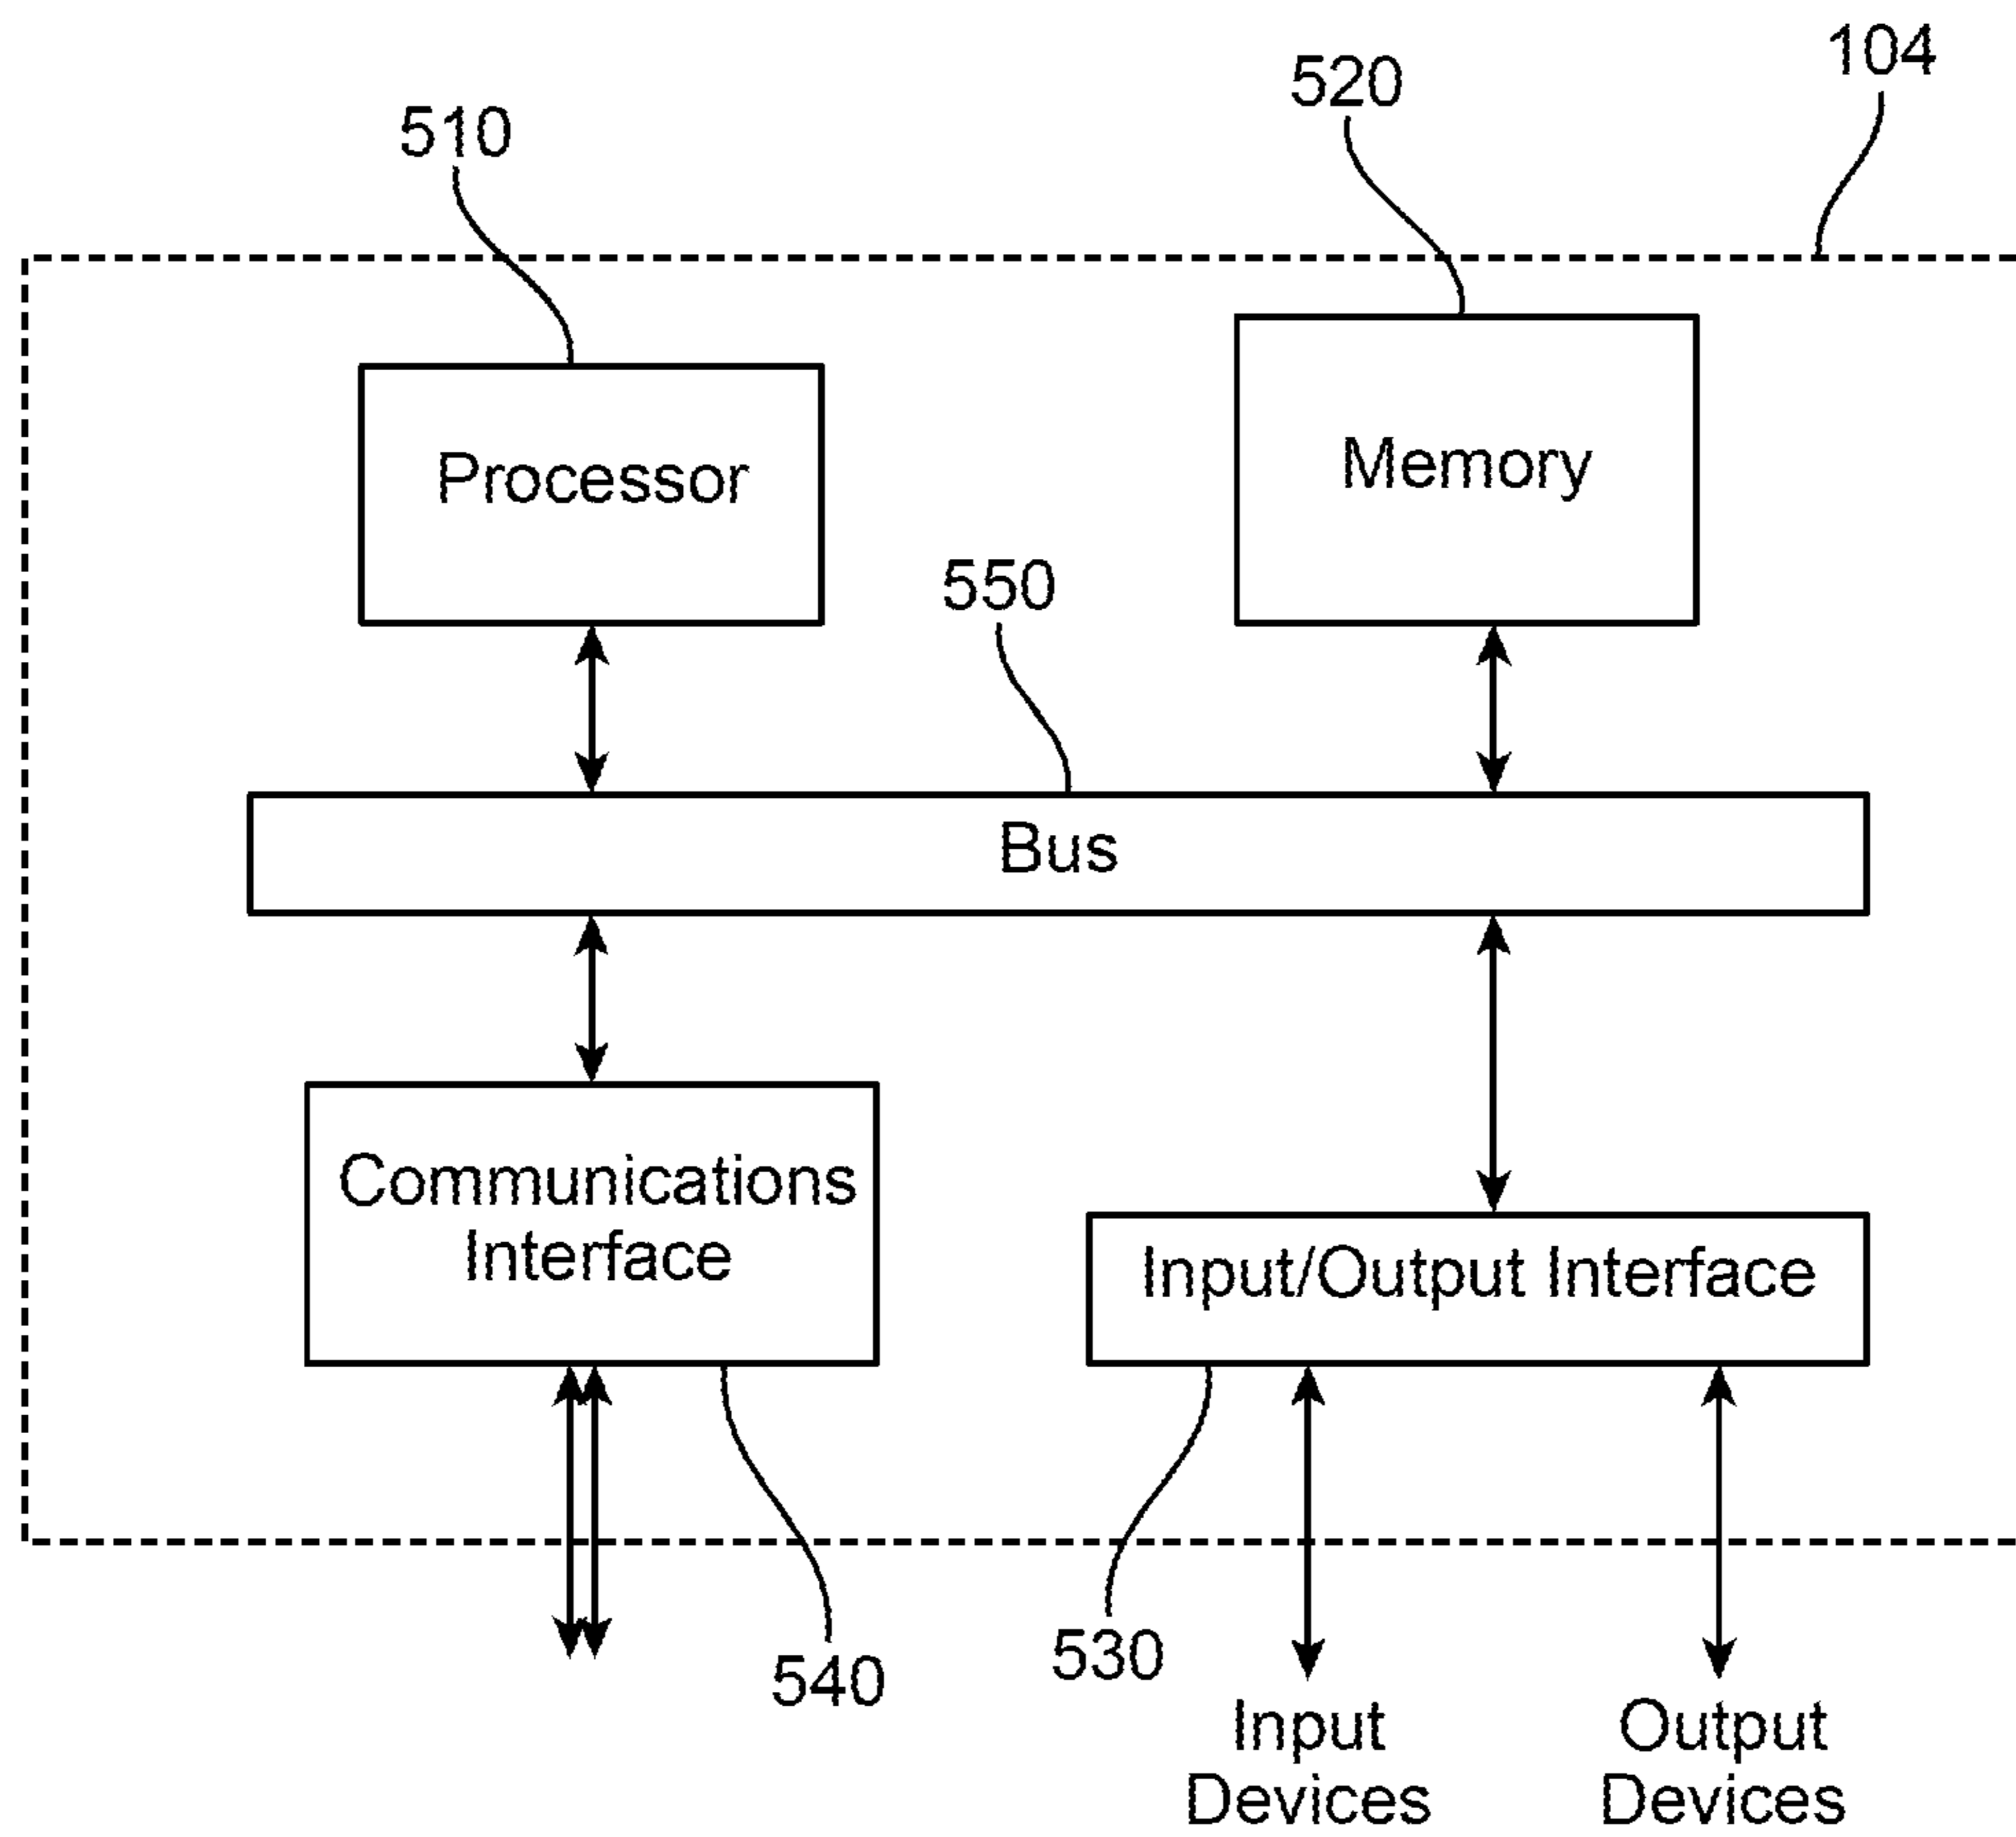 104
520
510
Processor
Memory
550
Bus
Communications
Interface
Input/Output Interface
530
540
Input
Devices
Output
Devices